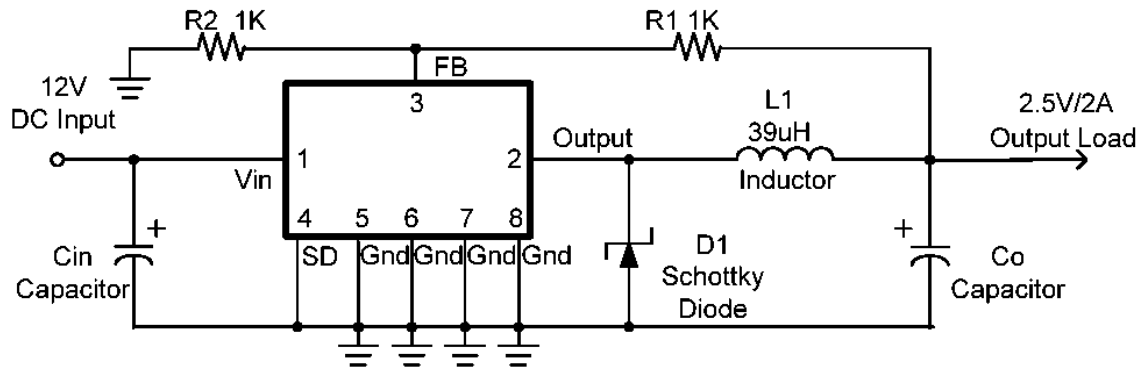 R2 1K
R1 1K
FB
3
12V
DC Input
L1
39uH
Inductor
2.5V/2A
Output Load
Output
1
2
Vin
4
5
6
7
8
SD
Gnd
Gnd
Gnd
Gnd
+
Cin
Capacitor
D1
Schottky
Diode
+
Co
Capacitor